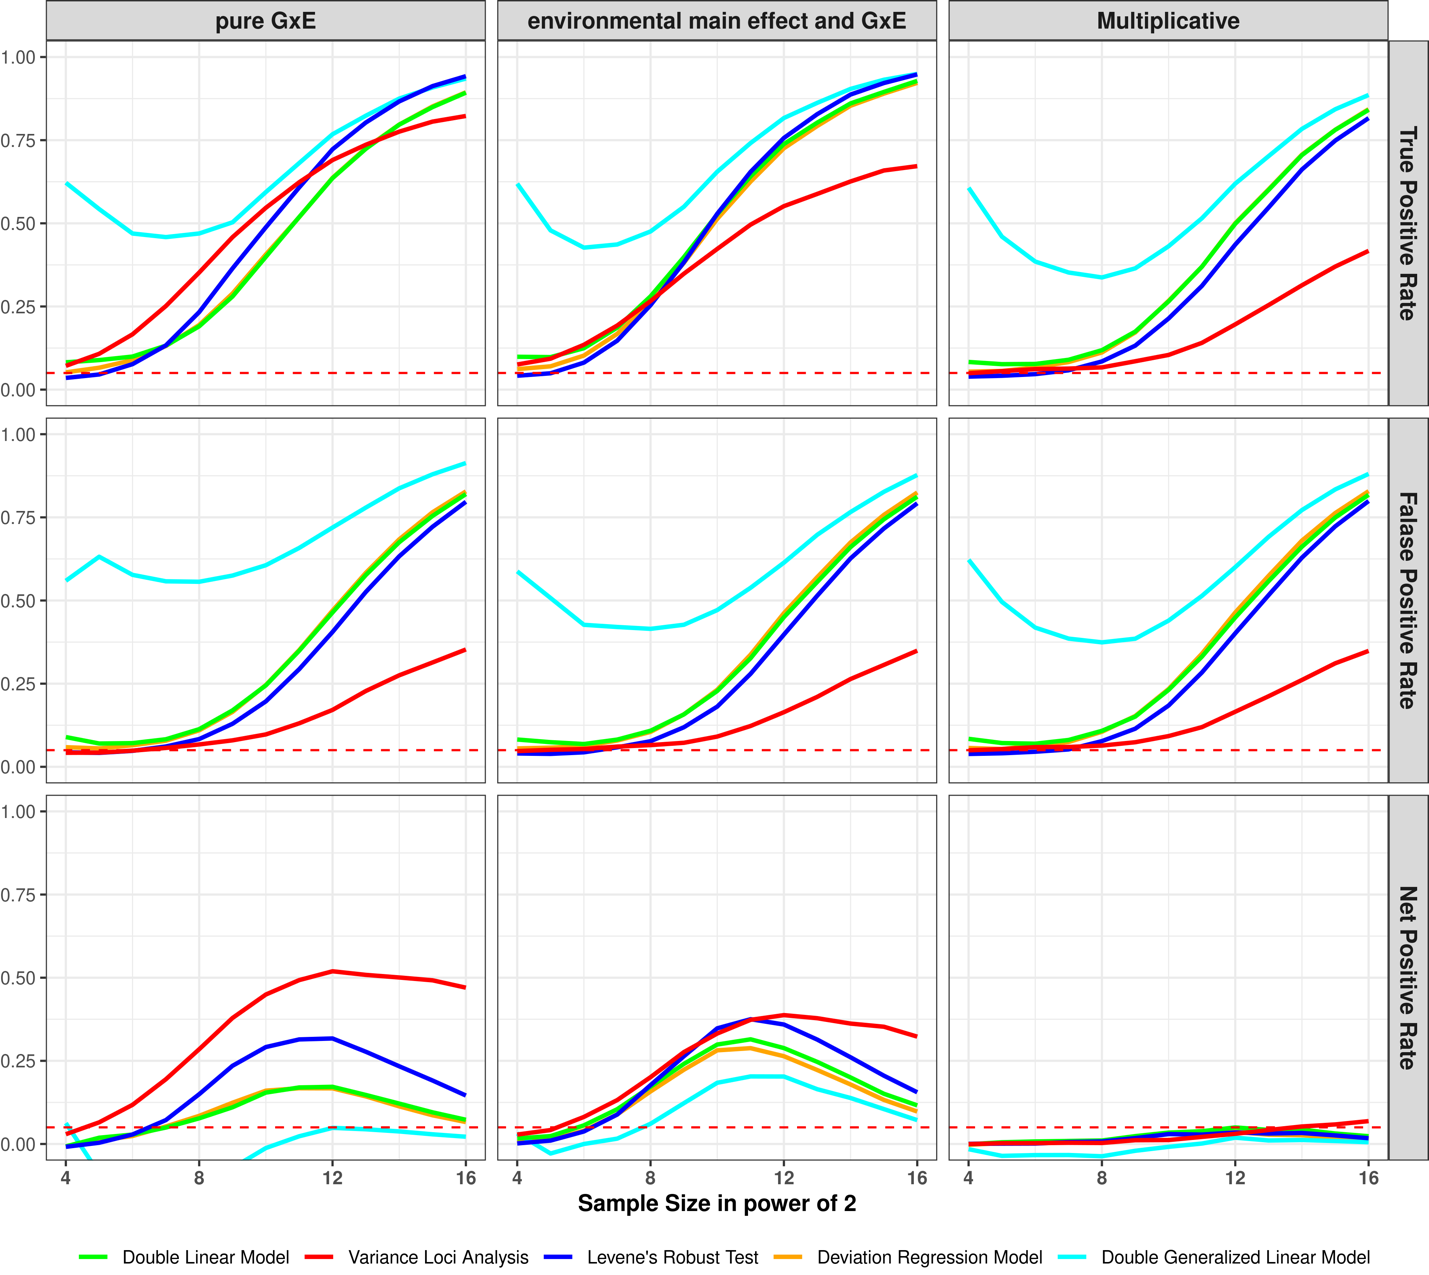 pure GxE environmental main effect and GxE Multiplicative
1.00
0.75
0.50
0.25
0.00
True Positive Rate
1.00
0.75
0.50
0.25
0.00
Falase Positive Rate
1.00
0.75
0.50
0.25
0.00
Net Positive Rate
4 8 12 16 4 8 12 16 4 8 12 16
Sample Size in power of 2
Double Linear Model Variance Loci Analysis Levene's Robust Test Deviation Regression Model Double Generalized Linear Model